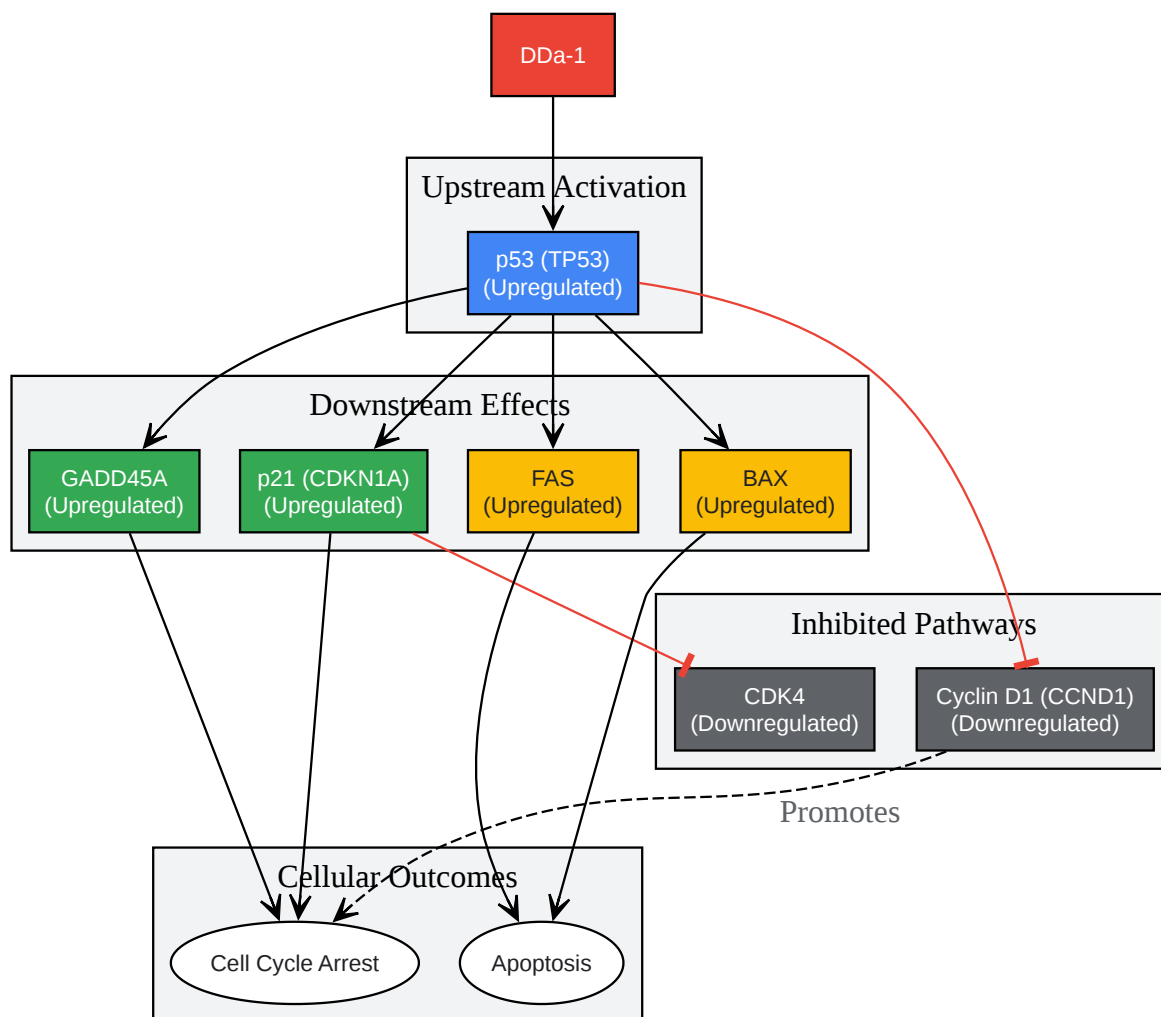 DDa-1
Upstream Activation
p53 (TP53)
(Upregulated)
Downstream Effects
GADD45A
(Upregulated)
p21 (CDKN1A)
(Upregulated)
FAS
(Upregulated)
BAX
(Upregulated)
Inhibited Pathways
CDK4
(Downregulated)
Cyclin D1 (CCND1)
(Downregulated)
Promotes
Cellular Outcomes
Cell Cycle Arrest
Apoptosis